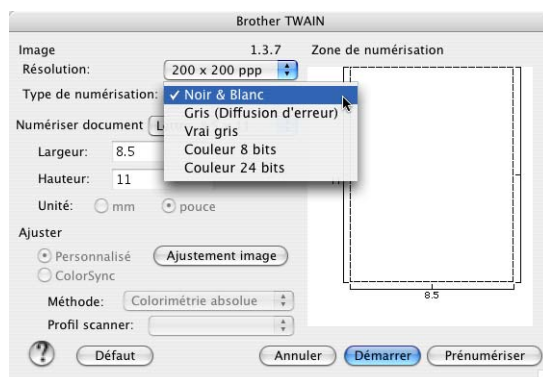 Brother TWAIN
Image 1.3.7 Zone de numérisation
Résolution: 200 x 200 ppp
Type de numérisation: ✓ Noir & Blanc
Gris (Diffusion d'erreur)
Vrai gris
Couleur 8 bits
Couleur 24 bits
Numériser document
Largeur: 8.5
Hauteur: 11
Unité: mm pouce
8.5
Ajuster
Personnalisé Ajustement image
ColorSync
Méthode: Colorimétrie absolue
Profil scanner:
? Défaut Annuler Démarrer Prénumériser